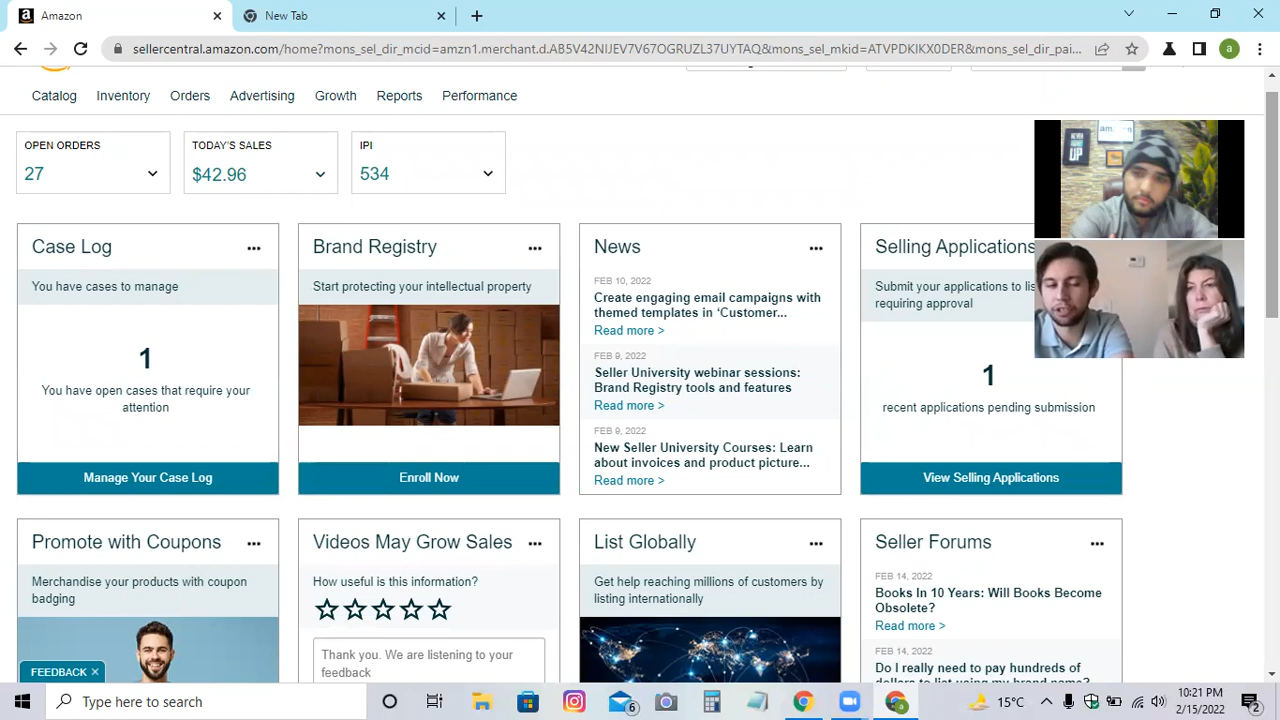 Amazon
New Tab
sellercentral.amazon.com/home?mons_sel_dir_mcid=amzn1.merchant.d.AB5V42NIJEV7V67OGRUZL37UYTAQ&mons_sel_mkid=ATVPDKIKX0DER&mons_sel_dir_pai...
a
Catalog Inventory Orders Advertising Growth Reports Performance
OPEN ORDERS
27
TODAY'S SALES
$42.96
IPI
534
Case Log
You have cases to manage
1
You have open cases that require your
attention
Manage Your Case Log
Brand Registry
Start protecting your intellectual property
Enroll Now
News
FEB 10, 2022
Create engaging email campaigns with
themed templates in ‘Customer...
Read more >
FEB 9, 2022
Seller University webinar sessions:
Brand Registry tools and features
Read more >
FEB 9, 2022
New Seller University Courses: Learn
about invoices and product picture...
Read more >
Selling Applications
Submit your applications to
requiring approval
1
recent applications pending submission
View Selling Applications
UP
Promote with Coupons
Merchandise your products with coupon
badging
FEEDBACK ×
Videos May Grow Sales
How useful is this information?
Thank you. We are listening to your
feedback
List Globally
Get help reaching millions of customers by
listing internationally
Seller Forums
FEB 14, 2022
Books In 10 Years: Will Books Become
Obsolete?
Read more >
FEB 14, 2022
Do I really need to pay hundreds of
dollars to list using my brand name?
Type here to search
6
15°C
10:21 PM
2/15/2022
2